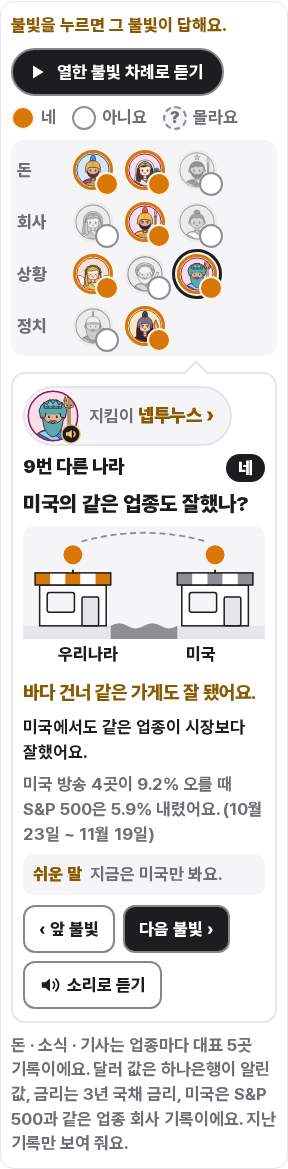 불빛을 누르면 그 불빛이 답해요.
열한 불빛 차례로 듣기
네 아니요 ? 몰라요
돈
회사
상황
정치
지킴이 넵투누스 ›
9번 다른 나라 네
미국의 같은 업종도 잘했나?
우리나라 미국
바다 건너 같은 가게도 잘 됐어요.
미국에서도 같은 업종이 시장보다
잘했어요.
미국 방송 4곳이 9.2% 오를 때
S&P 500은 5.9% 내렸어요. (10월
23일 ~ 11월 19일)
쉬운 말 지금은 미국만 봐요.
‹ 앞 불빛 다음 불빛 ›
소리로 듣기
돈 · 소식 · 기사는 업종마다 대표 5곳
기록이에요. 달러 값은 하나은행이 알린
값, 금리는 3년 국채 금리, 미국은 S&P
500과 같은 업종 회사 기록이에요. 지난
기록만 보여 줘요.